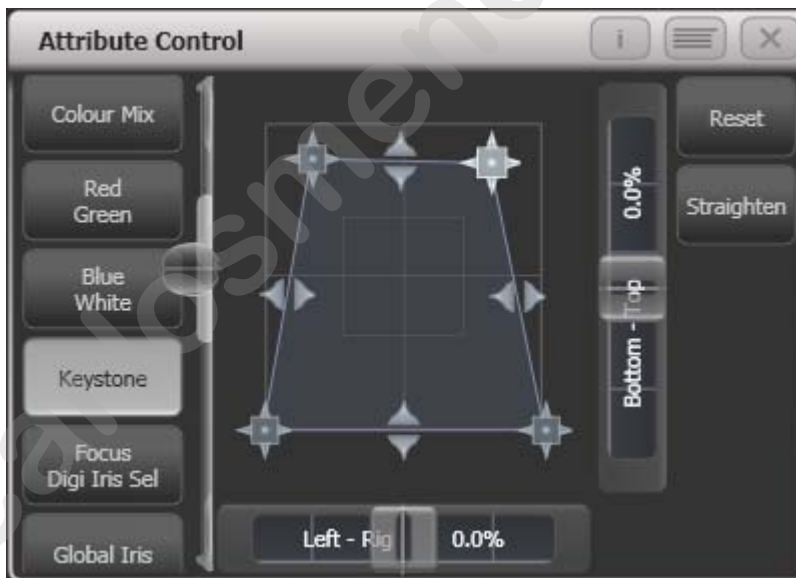 Attribute Control
i
Colour Mix
Red
Green
Blue
White
Keystone
Focus
Digi Iris Sel
Global Iris
0.0%
Bottom - Top
Reset
Straighten
Left - Rig
0.0%